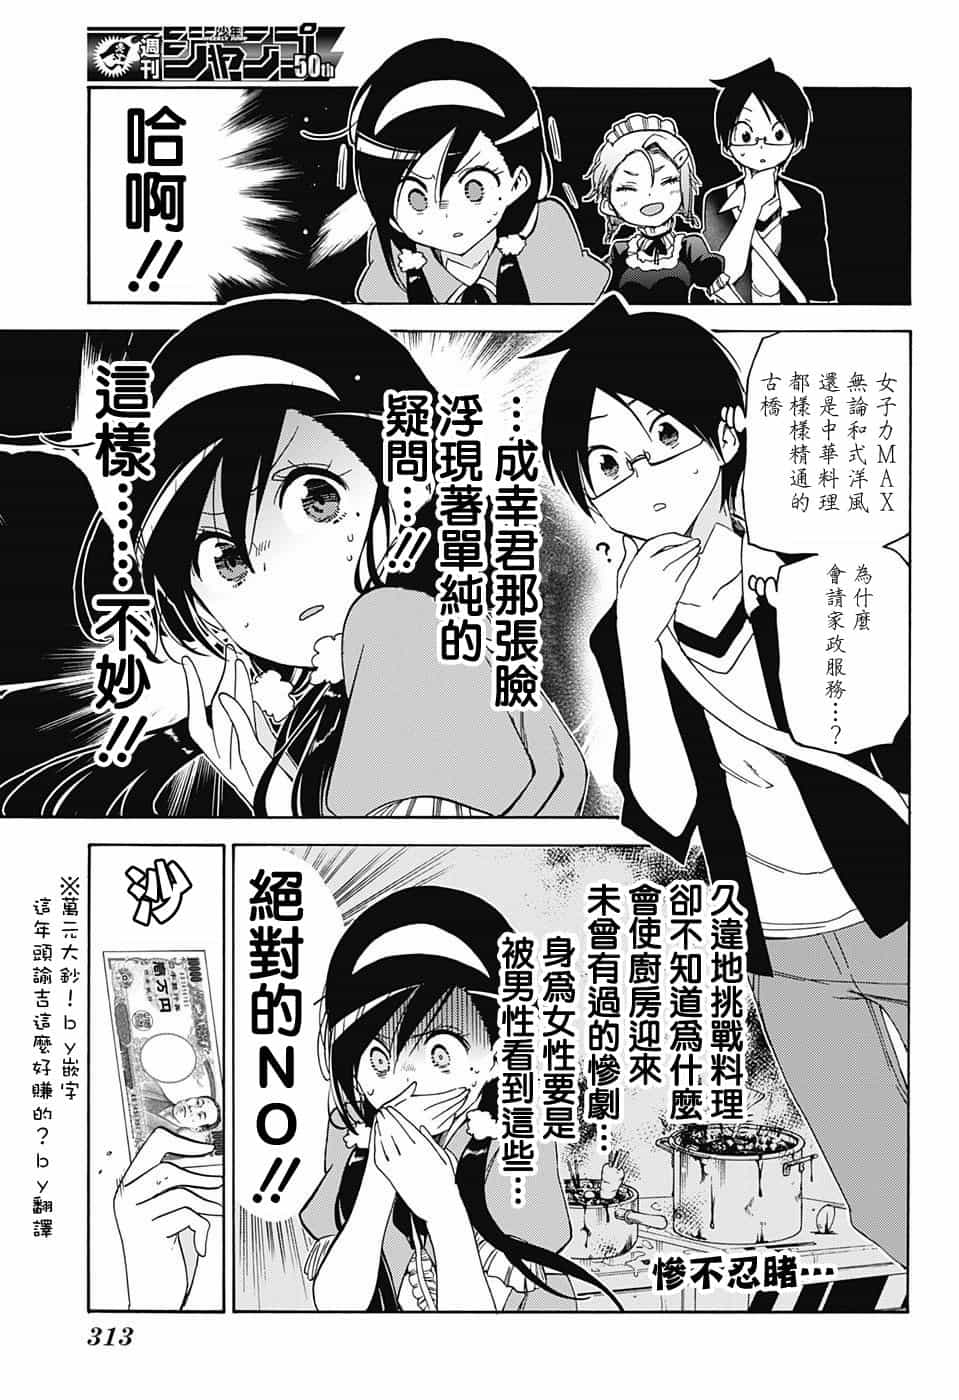 週刊
少年
ジャンプ
50th
哈
啊!!
女子力MAX
無論和式洋風
還是中華料理
都樣樣精通的
古橋
為什麼
會請家政服務…?
?
…成幸君那張臉
浮現著單純的
疑問…!!
這樣………不妙!!
久違地挑戰料理
卻不知道為什麼
會使廚房迎來
未曾有過的慘劇…
身為女性要是
被男性看到這些…
絕對的NO!!
慘不忍睹…
沙
10000
壱万円
※萬元大鈔!by嵌字
這年頭諭吉這麼好賺的?by翻譯
313